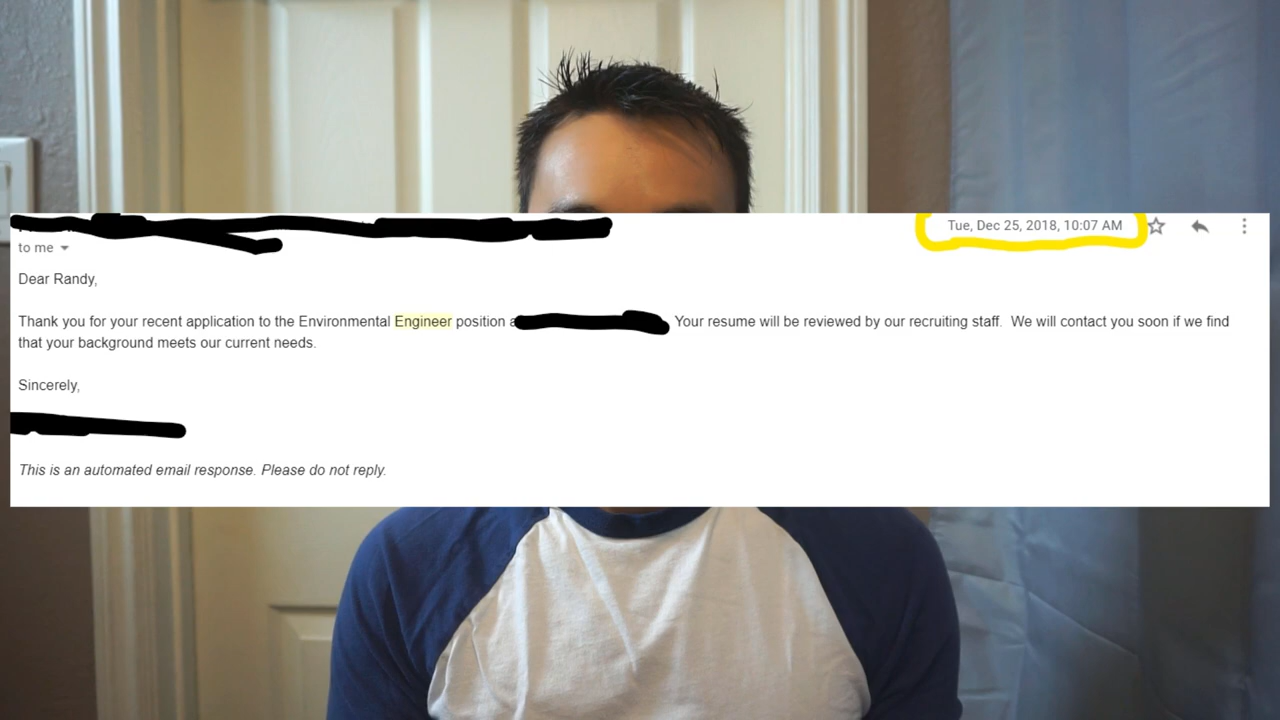 Tue, Dec 25, 2018, 10:07 AM
to me
Dear Randy,
Thank you for your recent application to the Environmental Engineer position Your resume will be reviewed by our recruiting staff. We will contact you soon if we find
that your background meets our current needs.
Sincerely,
This is an automated email response. Please do not reply.